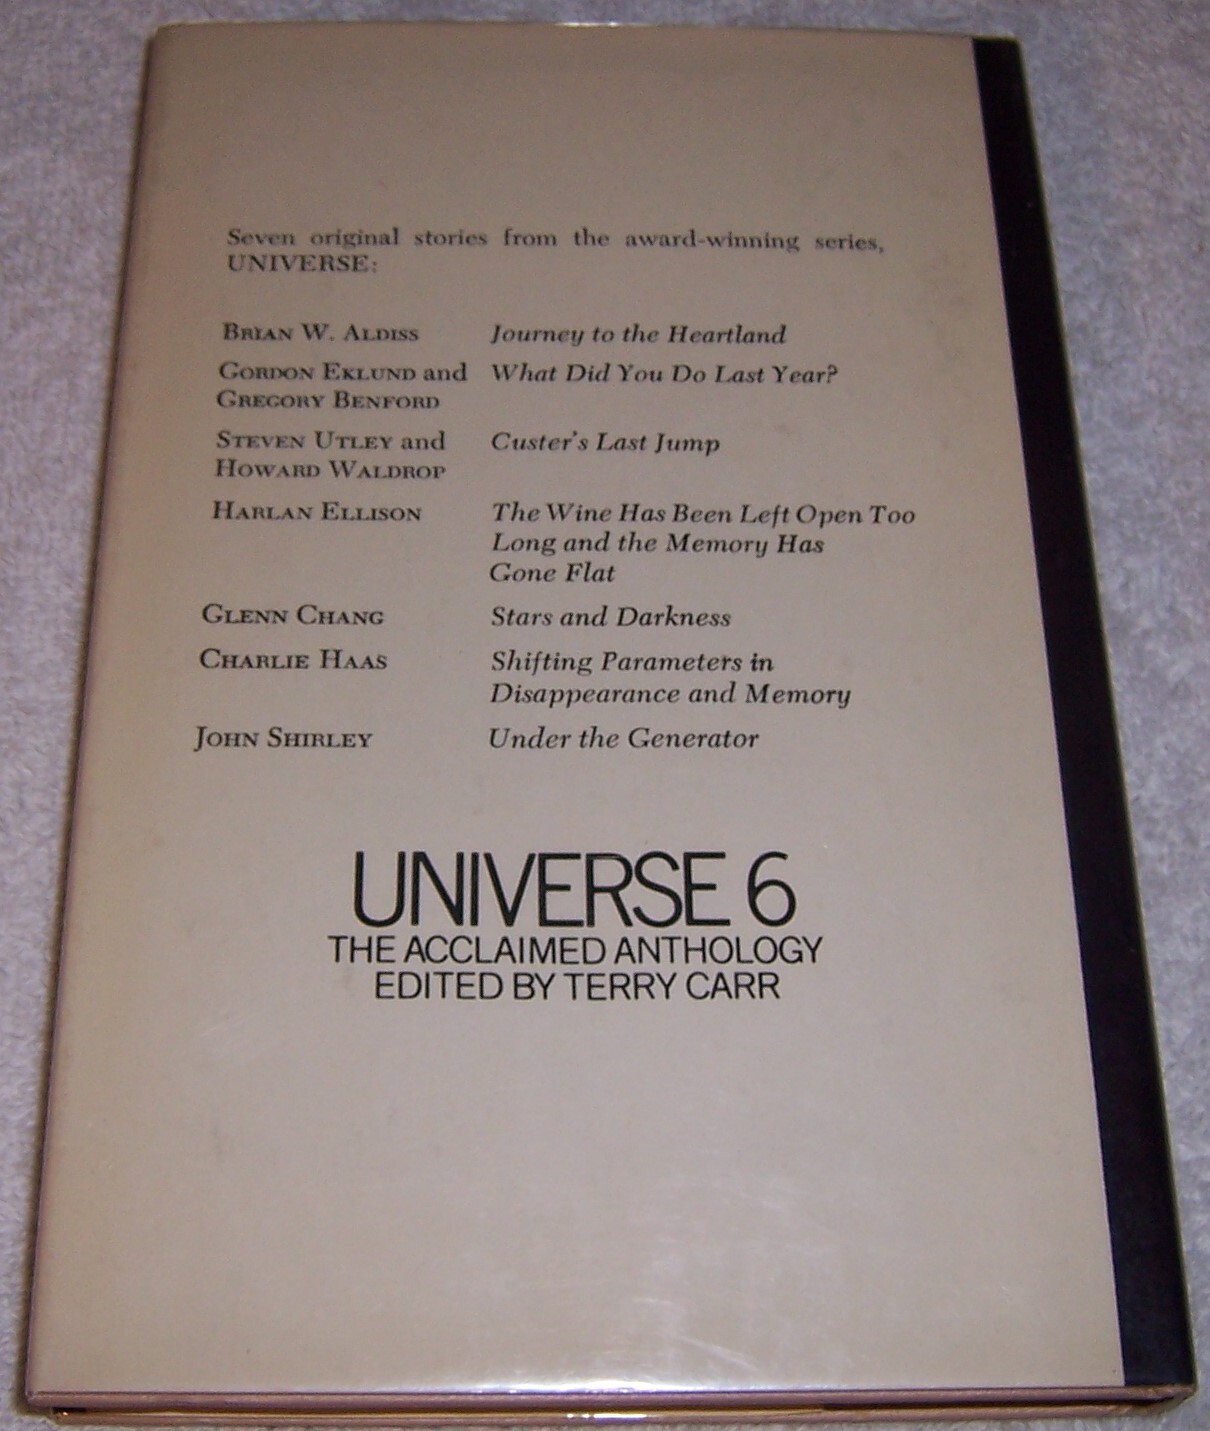 Seven original stories from the award-winning series,
UNIVERSE:
BRIAN W. ALDISS Journey to the Heartland
GORDON EKLUND and What Did You Do Last Year?
GREGORY BENFORD
STEVEN UTLEY and Custer's Last Jump
HOWARD WALDROP
HARLAN ELLISON The Wine Has Been Left Open Too
Long and the Memory Has
Gone Flat
GLENN CHANG Stars and Darkness
CHARLIE HAAS Shifting Parameters in
Disappearance and Memory
JOHN SHIRLEY Under the Generator
UNIVERSE 6
THE ACCLAIMED ANTHOLOGY
EDITED BY TERRY CARR